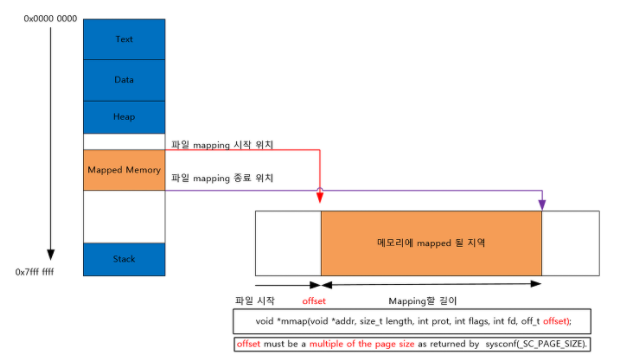 0x0000 0000
Text
Data
Heap
파일 mapping 시작 위치
Mapped Memory
파일 mapping 종료 위치
메모리에 mapped 될 지역
Stack
0x7fff ffff
파일 시작 offset Mapping할 길이
void *mmap(void *addr, size_t length, int prot, int flags, int fd, off_t offset);
offset must be a multiple of the page size as returned by sysconf(_SC_PAGE_SIZE).